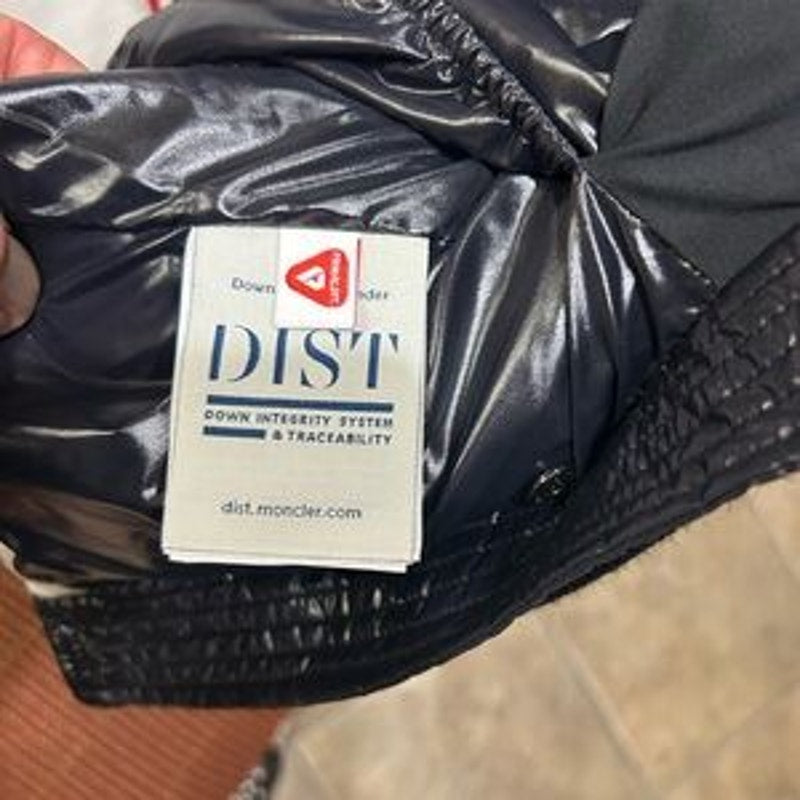 Down
DIST
DOWN INTEGRITY SYSTEM
& TRACEABILITY
dist.moncler.com